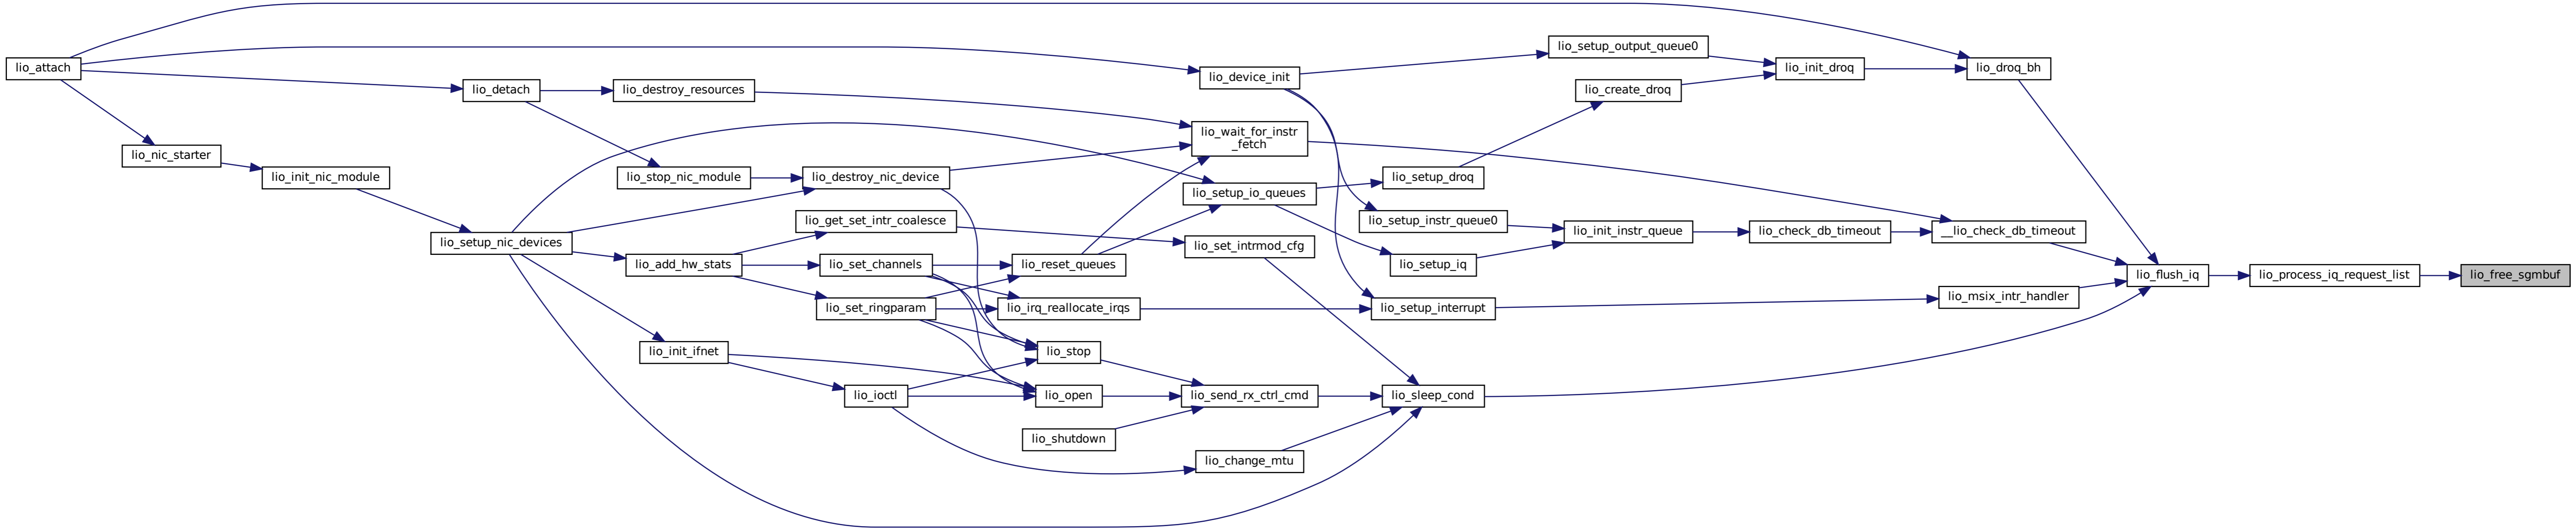 lio_attach
lio_nic_starter
lio_init_nic_module
lio_detach
lio_setup_nic_devices
lio_destroy_resources
lio_stop_nic_module
lio_add_hw_stats
lio_init_ifnet
lio_destroy_nic_device
lio_get_set_intr_coalesce
lio_set_channels
lio_set_ringparam
lio_ioctl
lio_reset_queues
lio_irq_reallocate_irqs
lio_stop
lio_open
lio_shutdown
lio_device_init
lio_wait_for_instr
_fetch
lio_setup_io_queues
lio_set_intrmod_cfg
lio_send_rx_ctrl_cmd
lio_change_mtu
lio_setup_droq
lio_setup_instr_queue0
lio_setup_iq
lio_setup_interrupt
lio_sleep_cond
lio_setup_output_queue0
lio_create_droq
lio_init_instr_queue
lio_init_droq
lio_check_db_timeout
lio_droq_bh
__lio_check_db_timeout
lio_msix_intr_handler
lio_flush_iq
lio_process_iq_request_list
lio_free_sgmbuf